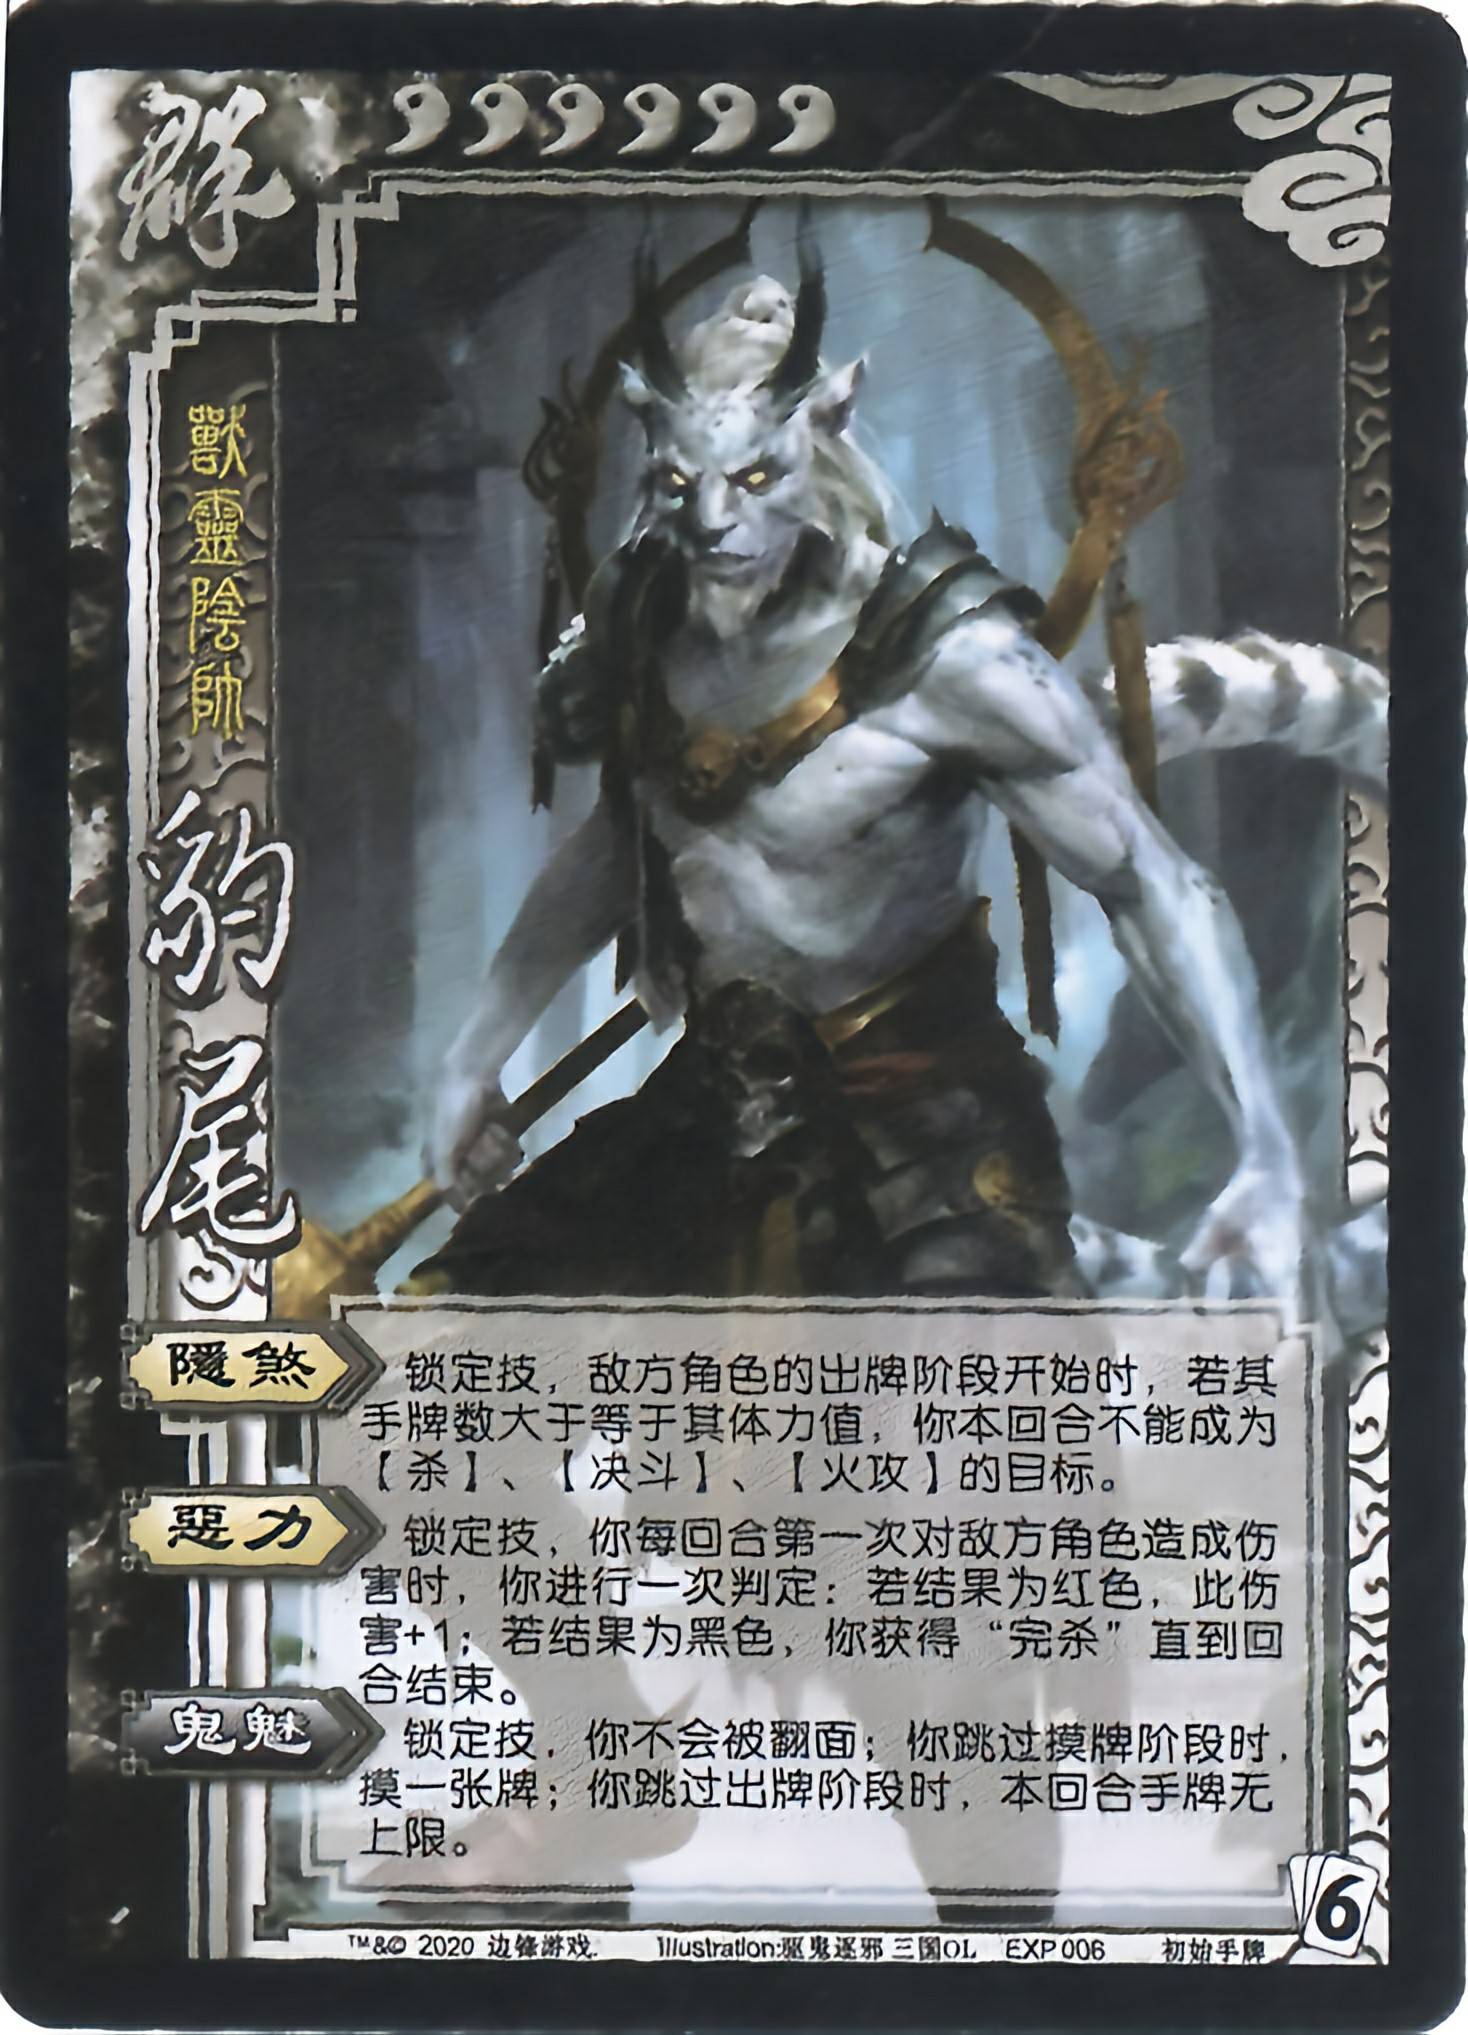 群
獸靈陰帥
豹尾
隱煞
锁定技，敌方角色的出牌阶段开始时，若其
手牌数大于等于其体力值，你本回合不能成为
【杀】、【决斗】、【火攻】的目标。
惡力
锁定技，你每回合第一次对敌方角色造成伤
害时，你进行一次判定：若结果为红色，此伤
害+1；若结果为黑色，你获得“完杀”直到回
合结束。
鬼魅
锁定技，你不会被翻面；你跳过摸牌阶段时，
摸一张牌；你跳过出牌阶段时，本回合手牌无
上限。
6
™&© 2020 边锋游戏. Illustration:驱鬼逐邪 三国OL EXP 006 初始手牌